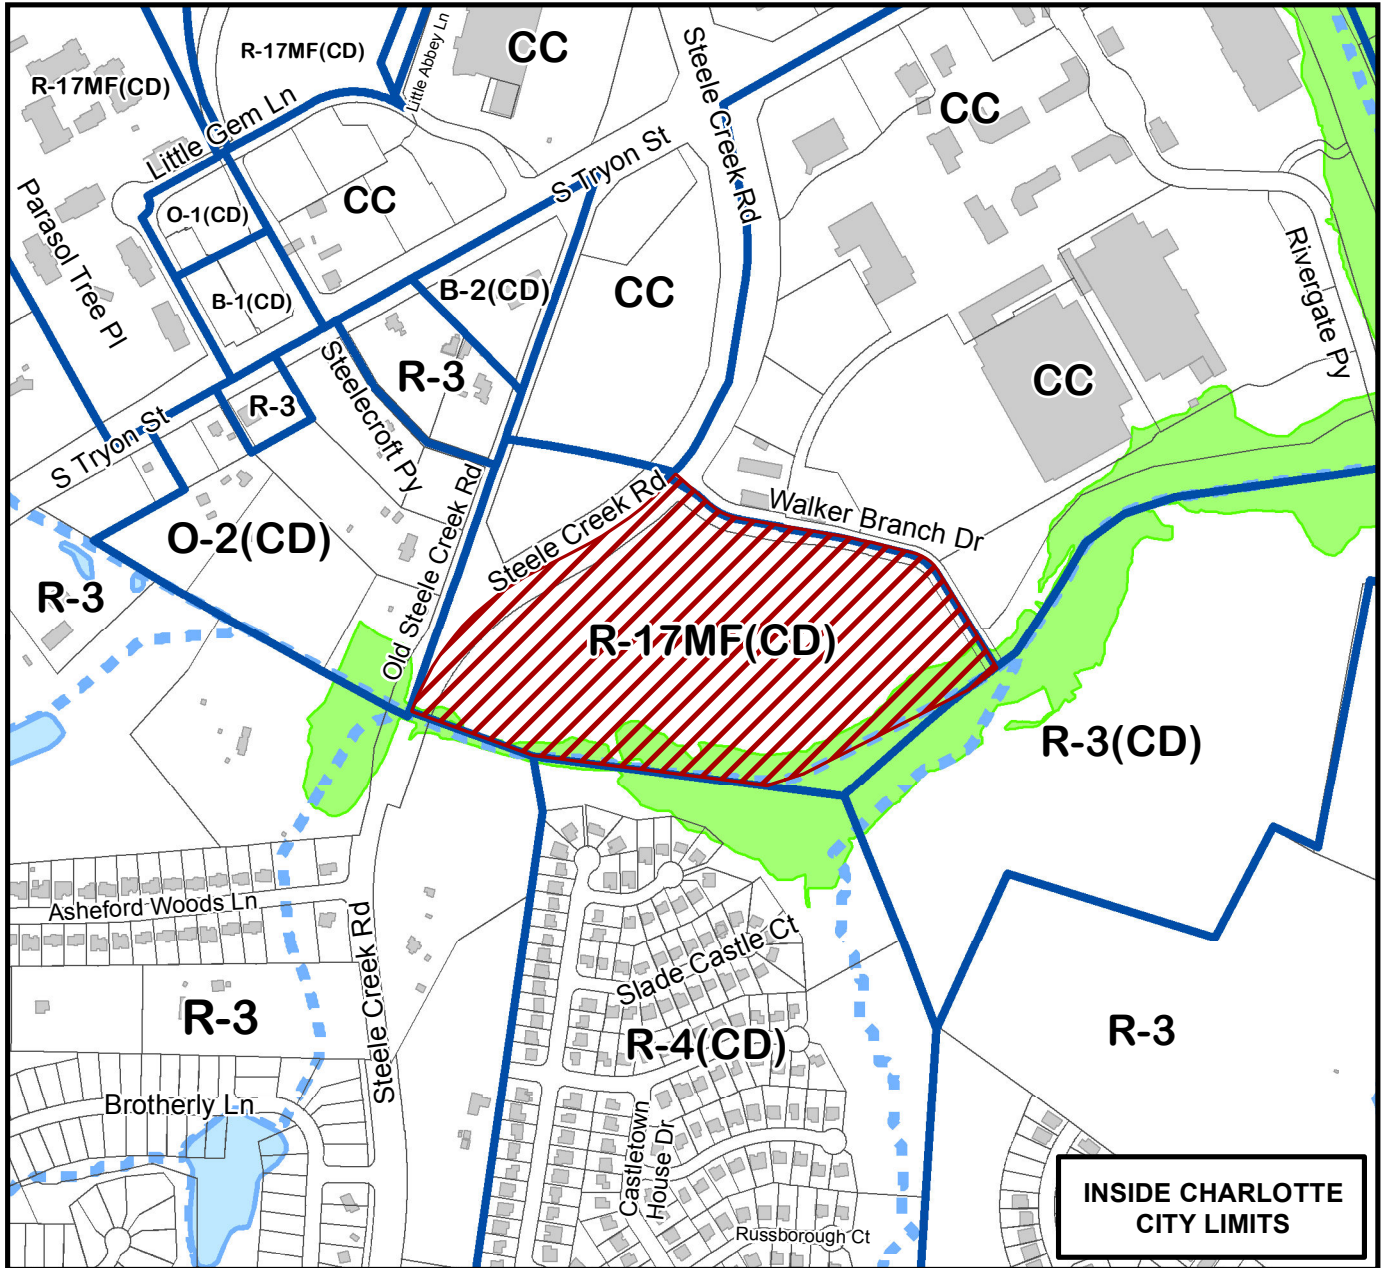 R-17MF(CD)
R-17MF(CD)
Little Abbey Ln
CC
Steele Creek Rd
CC
Little Gem Ln
Parasol Tree Pl
O-1(CD)
CC
S Tryon St
B-1(CD)
B-2(CD)
CC
Rivergate Py
Steelecroft Py
R-3
R-3
CC
S Tryon St
O-2(CD)
Old Steele Creek Rd
Steele Creek Rd
Walker Branch Dr
R-3
R-17MF(CD)
R-3(CD)
Asheford Woods Ln
Steele Creek Rd
Slade Castle Ct
R-3
R-4(CD)
R-3
Brotherly Ln
Castletown
House Dr
Russborough Ct
INSIDE CHARLOTTE
CITY LIMITS